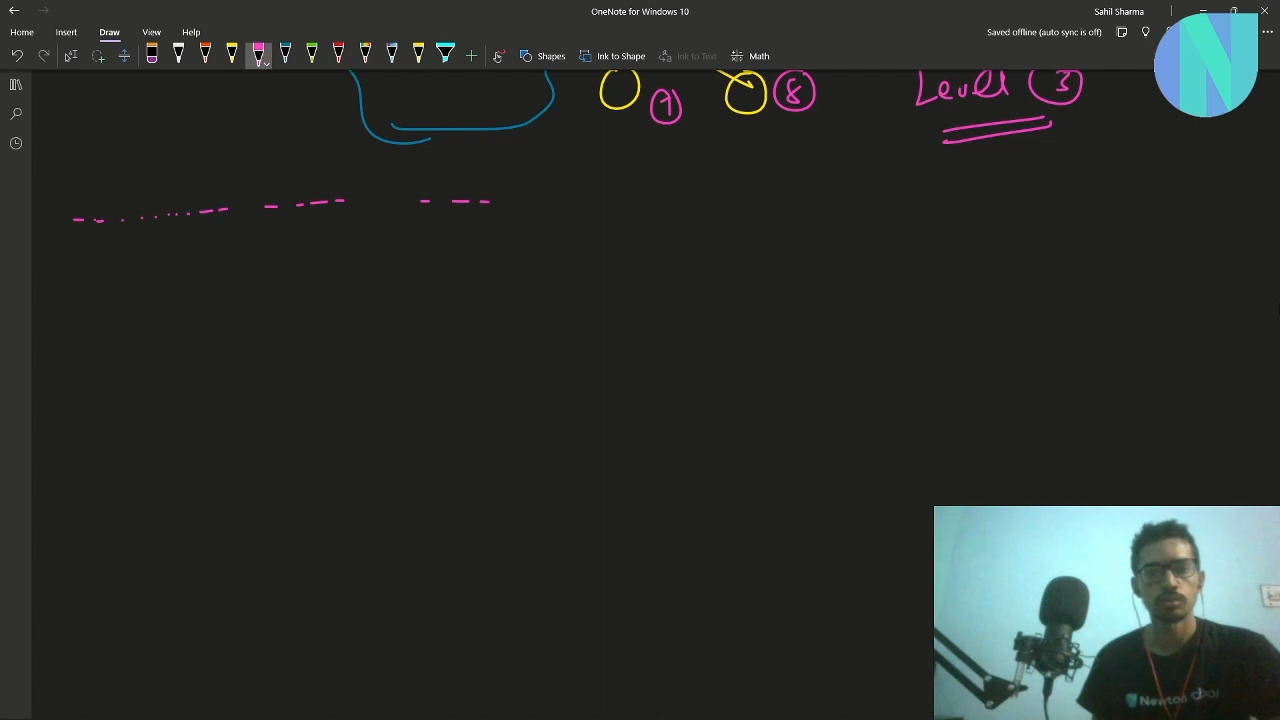 OneNote for Windows 10
Sahil Sharma
Home Insert Draw View Help
Saved offline (auto sync is off)
Shapes Ink to Shape Ink to Text Math
7 8 Level 3
Newton